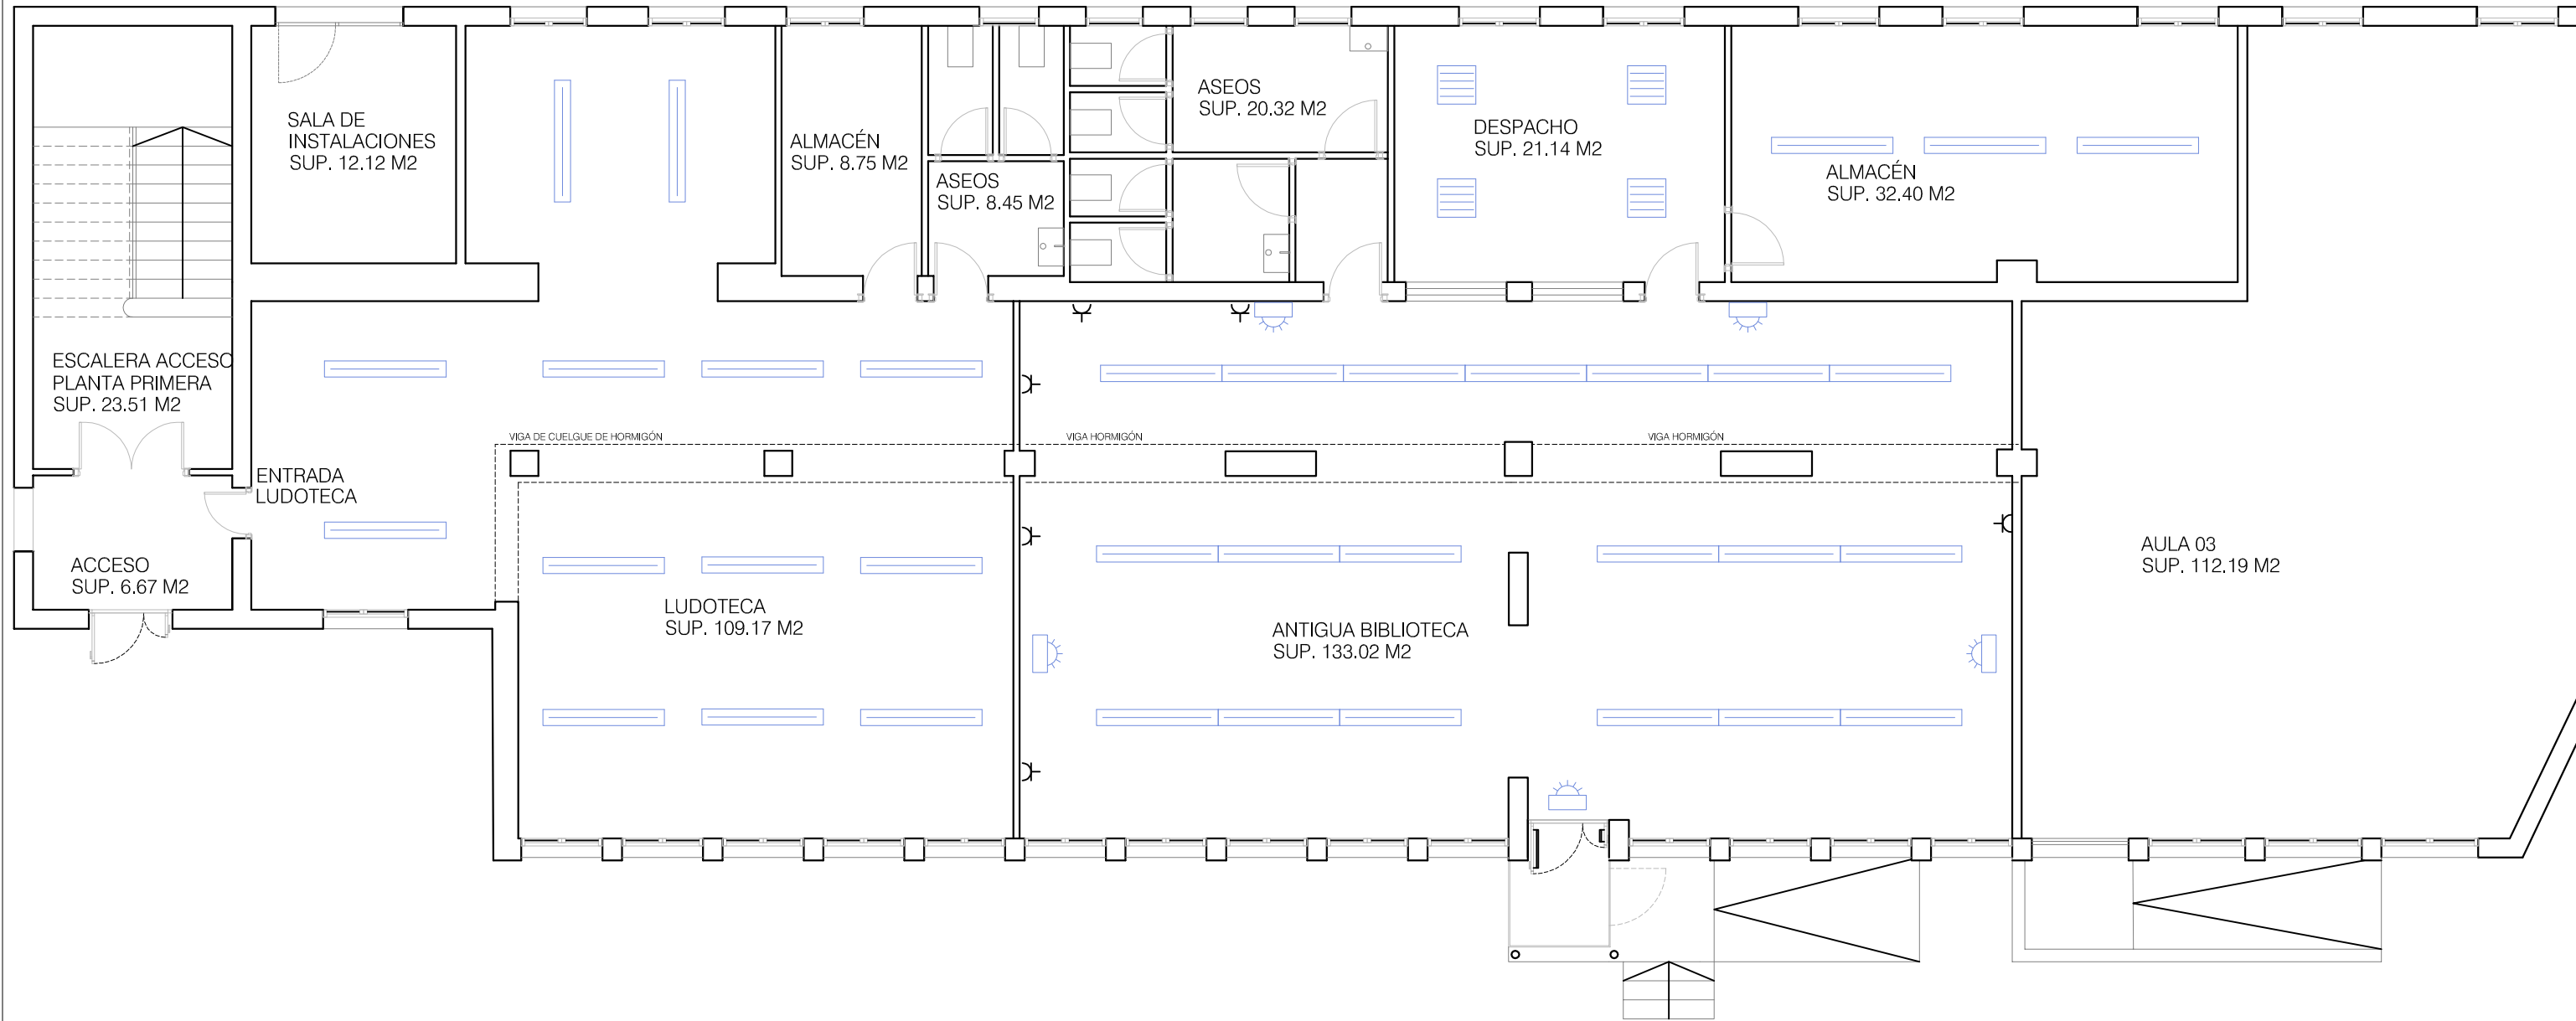 SALA DE
INSTALACIONES
SUP. 12.12 M2
ALMACÉN
SUP. 8.75 M2
ASEOS
SUP. 8.45 M2
ASEOS
SUP. 20.32 M2
DESPACHO
SUP. 21.14 M2
ALMACÉN
SUP. 32.40 M2
ESCALERA ACCESO
PLANTA PRIMERA
SUP. 23.51 M2
VIGA DE CUELGUE DE HORMIGÓN
VIGA HORMIGÓN
VIGA HORMIGÓN
ENTRADA
LUDOTECA
ACCESO
SUP. 6.67 M2
LUDOTECA
SUP. 109.17 M2
ANTIGUA BIBLIOTECA
SUP. 133.02 M2
AULA 03
SUP. 112.19 M2